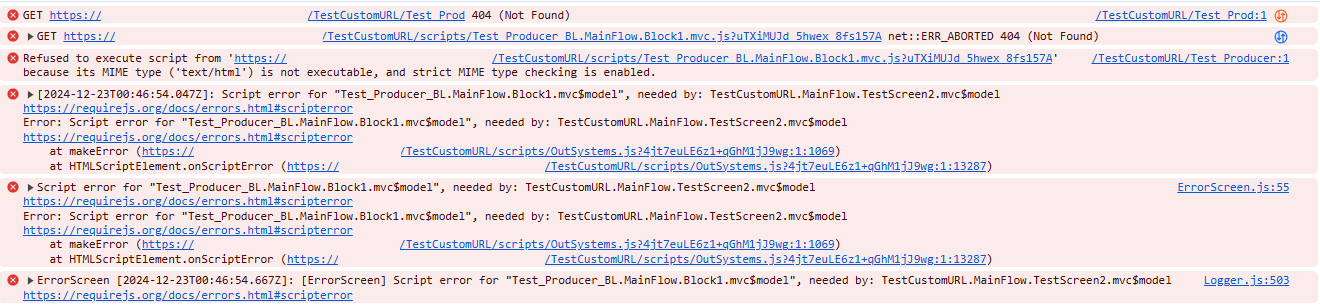 GET https:// /TestCustomURL/Test_Prod 404 (Not Found) /TestCustomURL/Test_Prod:1
GET https:// /TestCustomURL/scripts/Test_Producer_BL.MainFlow.Block1.mvc.js?uTXiMUJd_5hwex_8fs157A net::ERR_ABORTED 404 (Not Found)
Refused to execute script from 'https:// /TestCustomURL/scripts/Test_Producer_BL.MainFlow.Block1.mvc.js?uTXiMUJd_5hwex_8fs157A' /TestCustomURL/Test_Producer:1
because its MIME type ('text/html') is not executable, and strict MIME type checking is enabled.
[2024-12-23T00:46:54.047Z]: Script error for "Test_Producer_BL.MainFlow.Block1.mvc$model", needed by: TestCustomURL.MainFlow.TestScreen2.mvc$model
https://requirejs.org/docs/errors.html#scripterror
Error: Script error for "Test_Producer_BL.MainFlow.Block1.mvc$model", needed by: TestCustomURL.MainFlow.TestScreen2.mvc$model
https://requirejs.org/docs/errors.html#scripterror
at makeError (https:// /TestCustomURL/scripts/OutSystems.js?4jt7euLE6z1+qGhM1jJ9wg:1:1069)
at HTMLScriptElement.onScriptError (https:// /TestCustomURL/scripts/OutSystems.js?4jt7euLE6z1+qGhM1jJ9wg:1:13287)
Script error for "Test_Producer_BL.MainFlow.Block1.mvc$model", needed by: TestCustomURL.MainFlow.TestScreen2.mvc$model ErrorScreen.js:55
https://requirejs.org/docs/errors.html#scripterror
Error: Script error for "Test_Producer_BL.MainFlow.Block1.mvc$model", needed by: TestCustomURL.MainFlow.TestScreen2.mvc$model
https://requirejs.org/docs/errors.html#scripterror
at makeError (https:// /TestCustomURL/scripts/OutSystems.js?4jt7euLE6z1+qGhM1jJ9wg:1:1069)
at HTMLScriptElement.onScriptError (https:// /TestCustomURL/scripts/OutSystems.js?4jt7euLE6z1+qGhM1jJ9wg:1:13287)
ErrorScreen [2024-12-23T00:46:54.667Z]: [ErrorScreen] Script error for "Test_Producer_BL.MainFlow.Block1.mvc$model", needed by: TestCustomURL.MainFlow.TestScreen2.mvc$model Logger.js:503
https://requirejs.org/docs/errors.html#scripterror